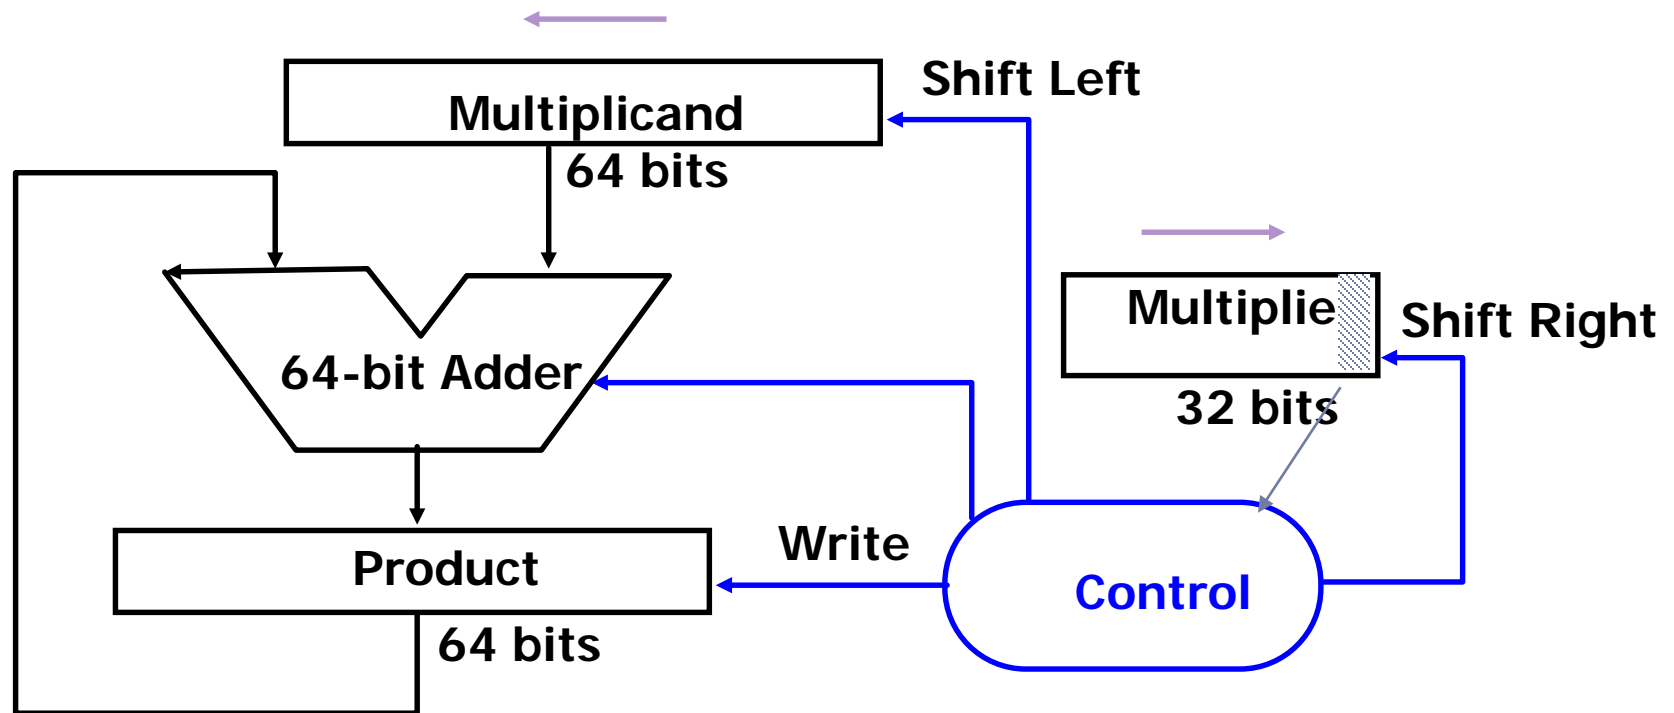 Shift Left
Multiplicand
64 bits
Multiplie
Shift Right
64-bit Adder
32 bits
Write
Product
Control
64 bits